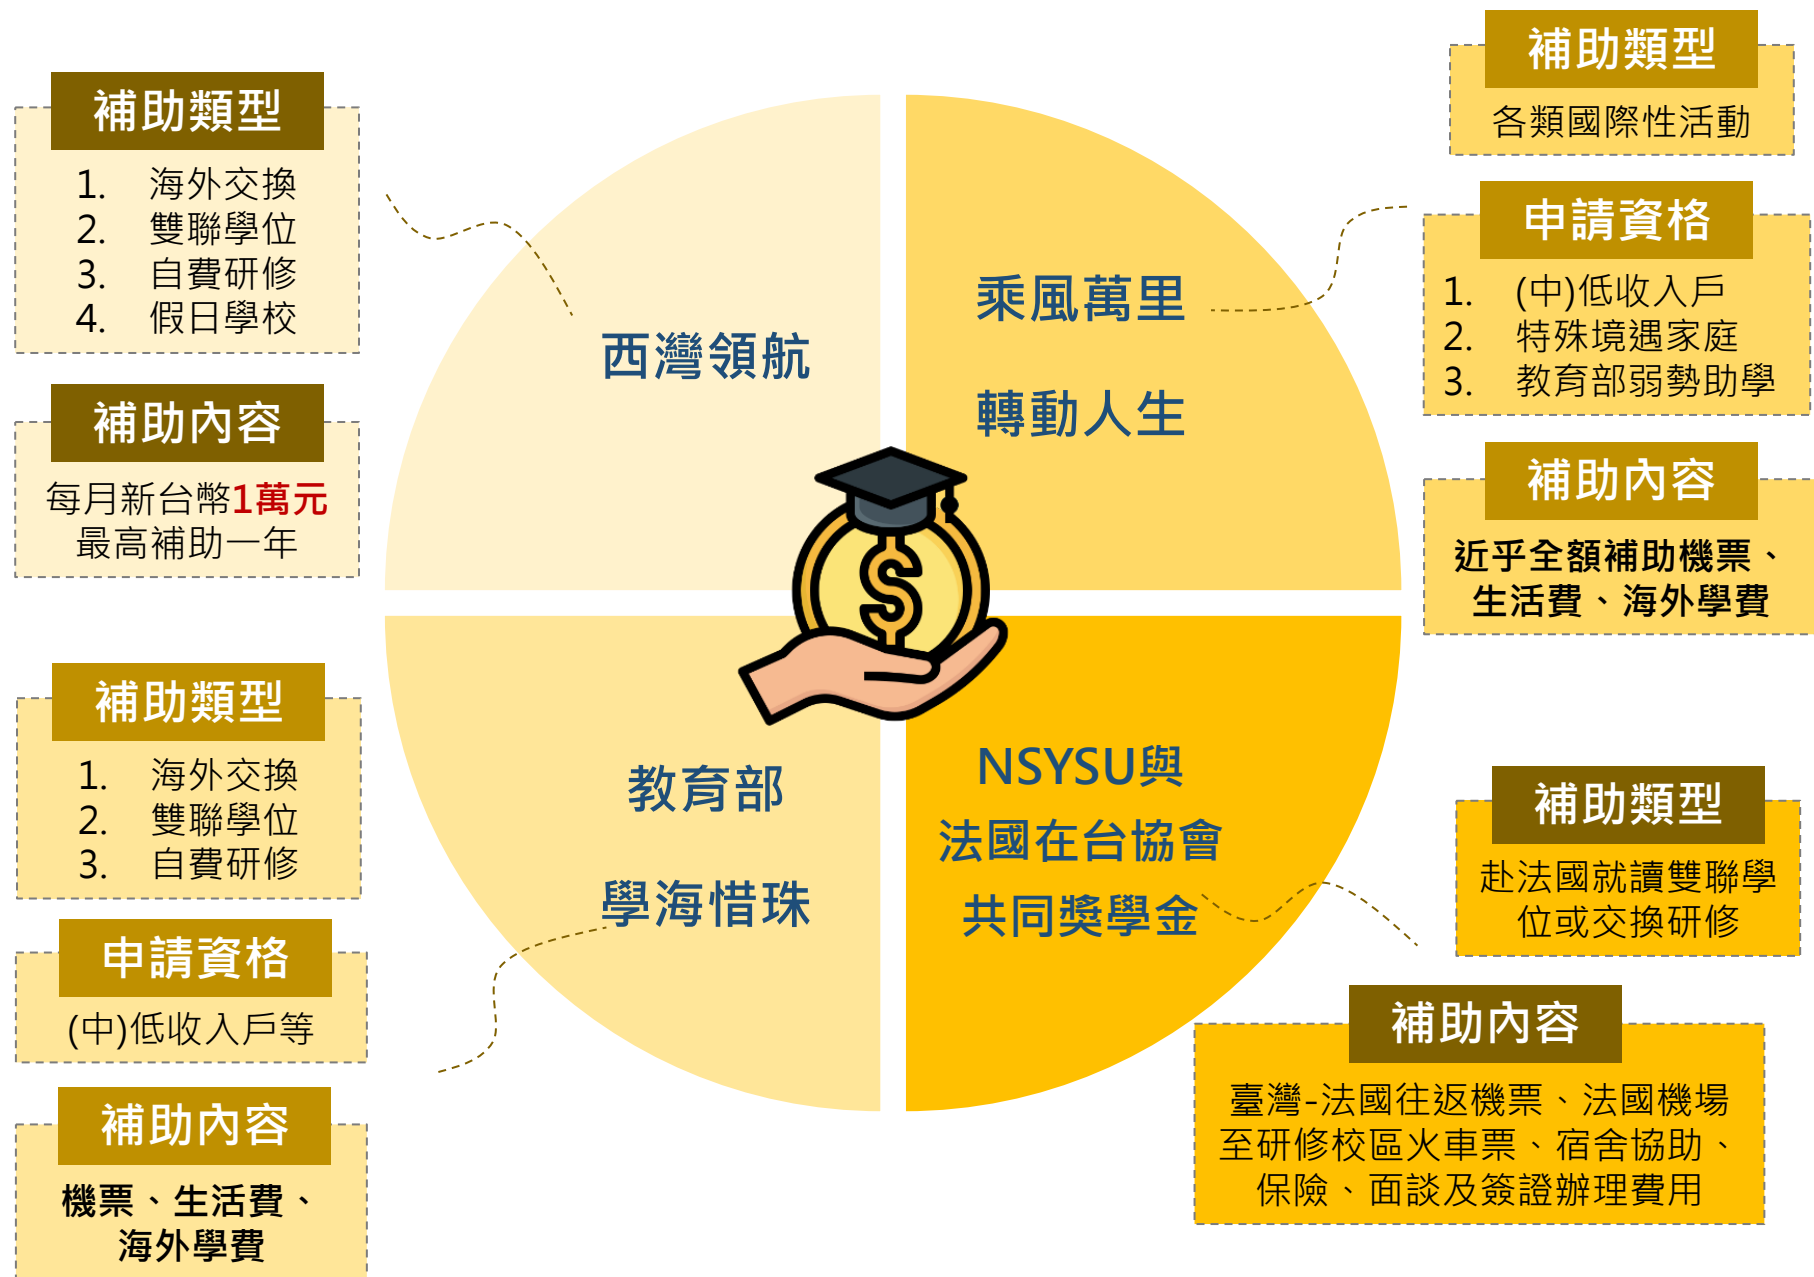 補助類型
1. 海外交換
2. 雙聯學位
3. 自費研修
4. 假日學校
補助內容
每月新台幣1萬元
最高補助一年
西灣領航
乘風萬里
轉動人生
補助類型
各類國際性活動
申請資格
1. (中)低收入戶
2. 特殊境遇家庭
3. 教育部弱勢助學
補助內容
近乎全額補助機票、
生活費、海外學費
補助類型
1. 海外交換
2. 雙聯學位
3. 自費研修
申請資格
(中)低收入戶等
補助內容
機票、生活費、
海外學費
教育部
學海惜珠
NSYSU與
法國在台協會
共同獎學金
補助類型
赴法國就讀雙聯學
位或交換研修
補助內容
臺灣-法國往返機票、法國機場
至研修校區火車票、宿舍協助、
保險、面談及簽證辦理費用